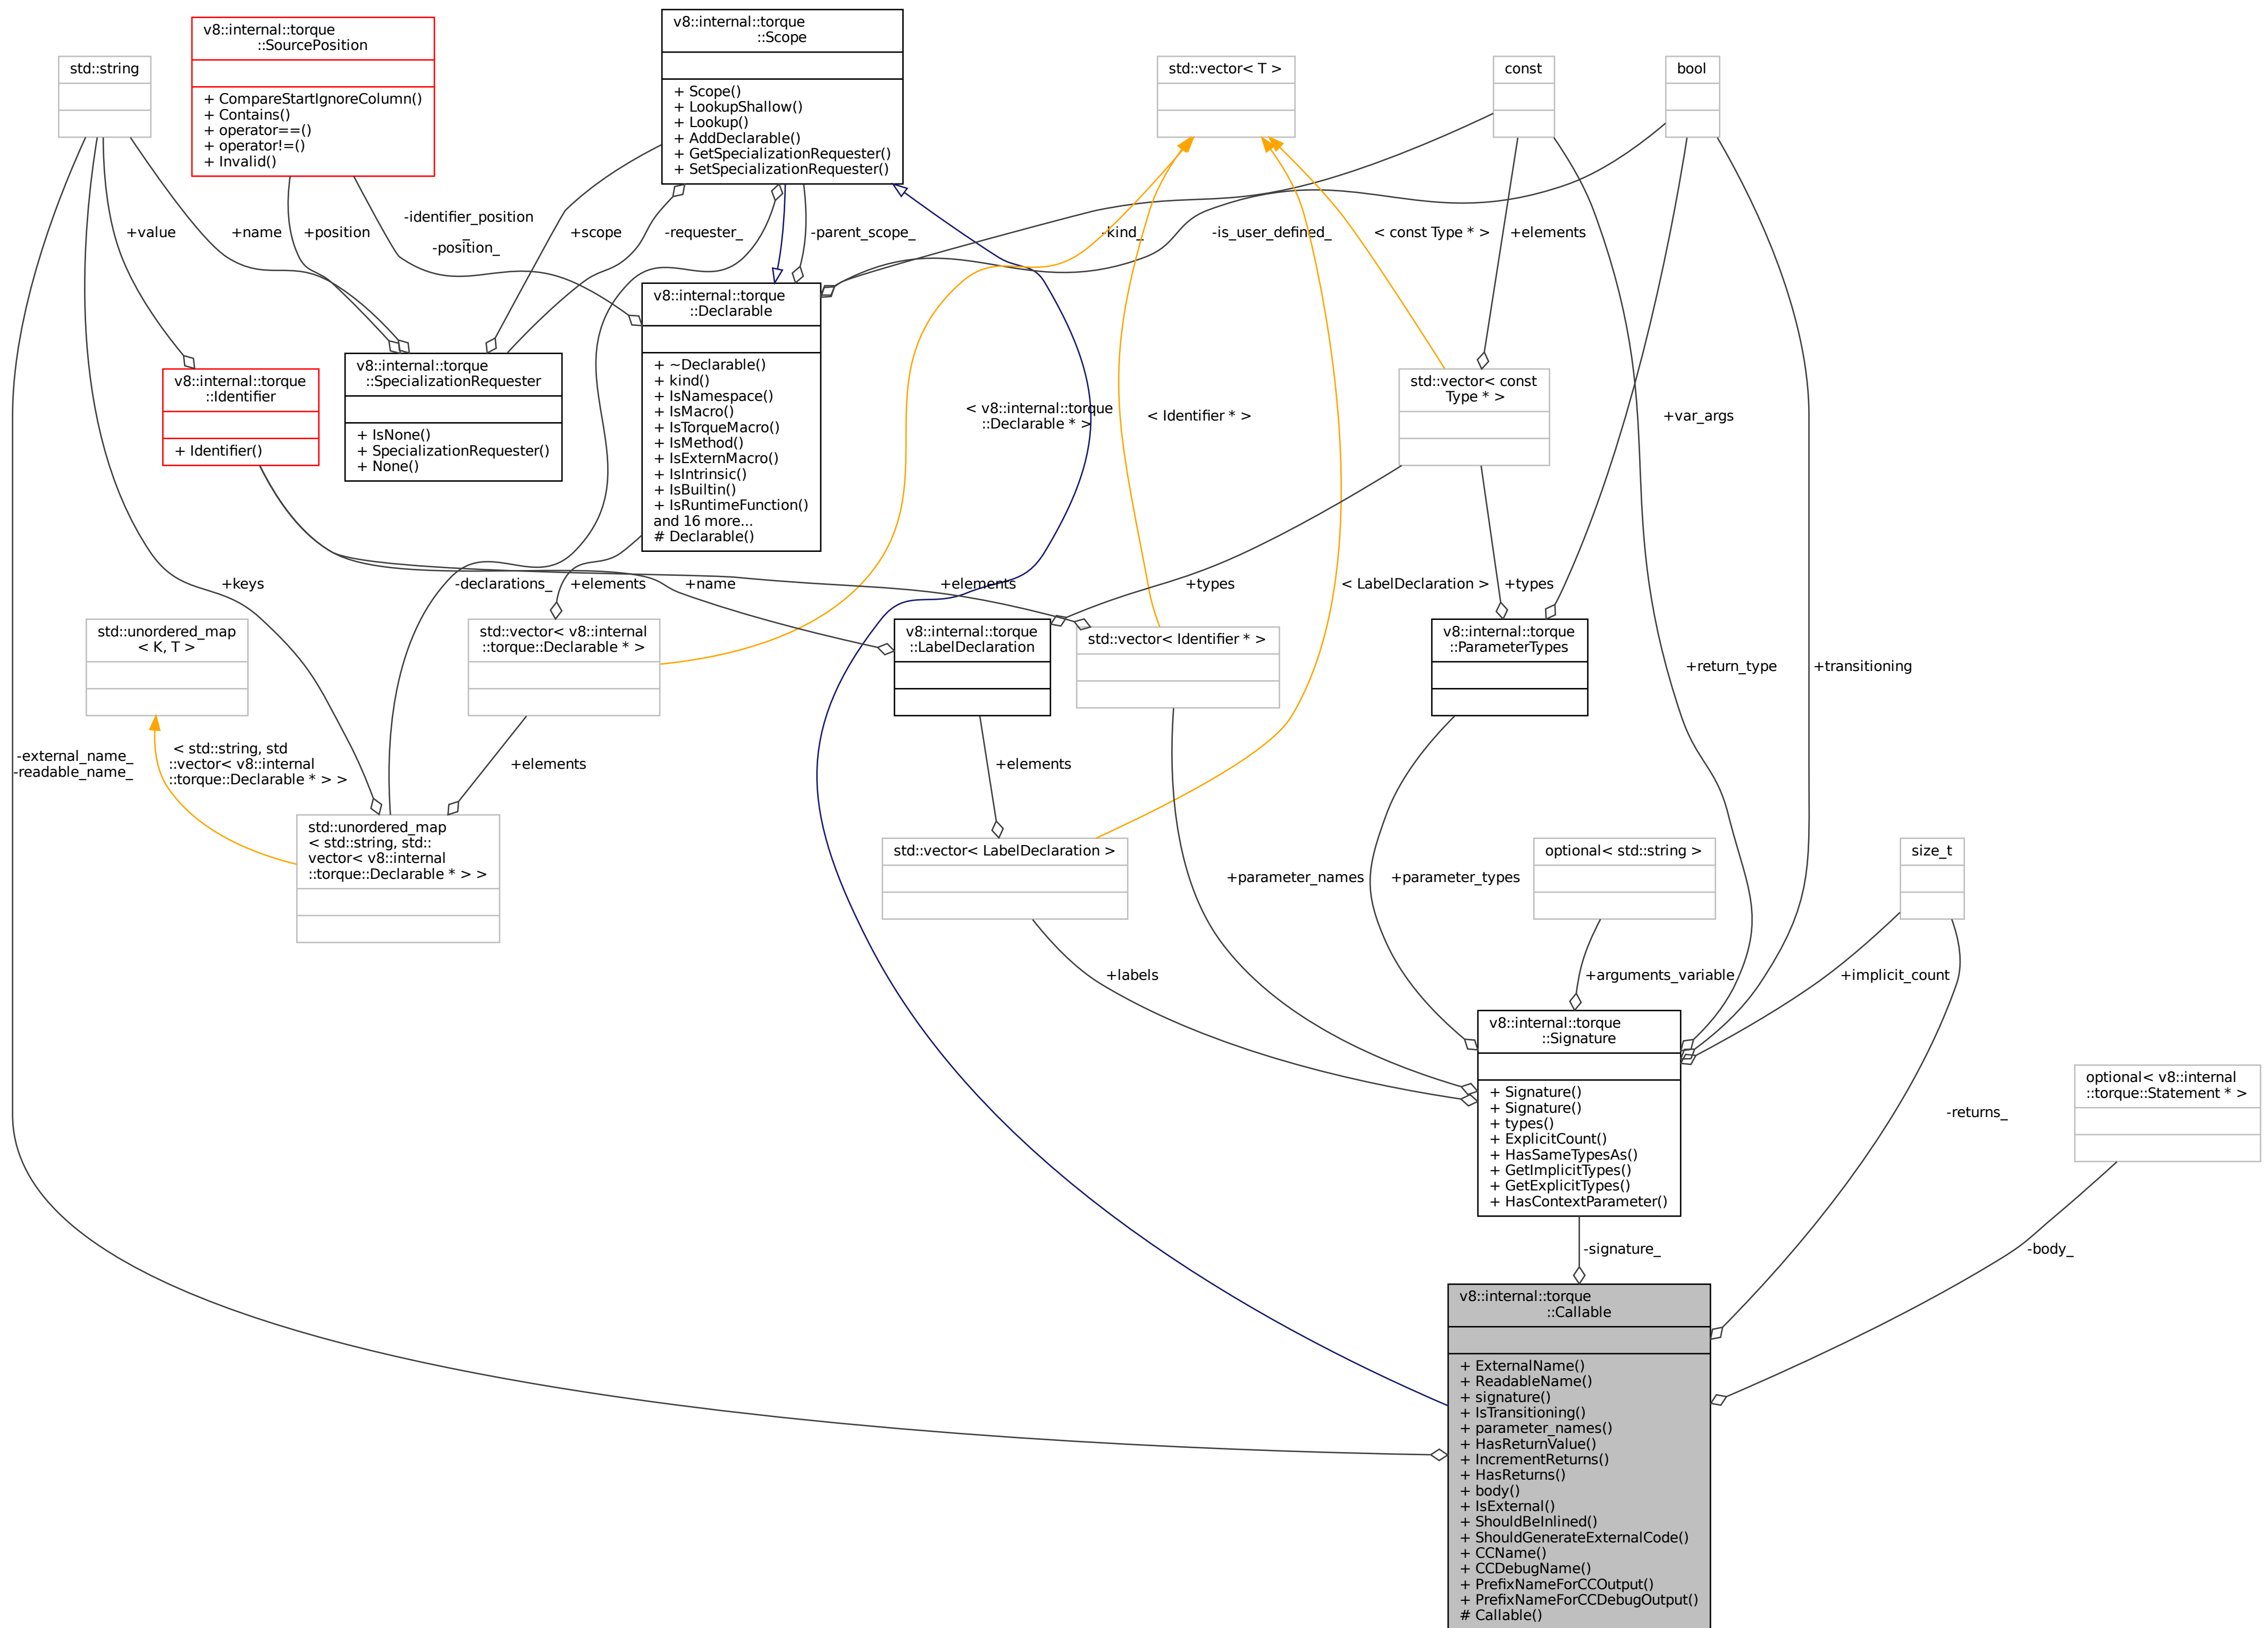 v8::internal::torque
::Scope
+ Scope()
+ LookupShallow()
+ Lookup()
+ AddDeclarable()
+ GetSpecializationRequester()
+ SetSpecializationRequester()
v8::internal::torque
::SourcePosition
+ CompareStartIgnoreColumn()
+ Contains()
+ operator==()
+ operator!=()
+ Invalid()
std::string
std::vector< T >
const
bool
+value
+name
+position
-identifier_position
_
-position_
+scope
-requester_
-parent_scope_
-kind_
-is_user_defined_
< const Type * >
+elements
v8::internal::torque
::Declarable
+ ~Declarable()
+ kind()
+ IsNamespace()
+ IsMacro()
+ IsTorqueMacro()
+ IsMethod()
+ IsExternMacro()
+ IsIntrinsic()
+ IsBuiltin()
+ IsRuntimeFunction()
and 16 more...
# Declarable()
v8::internal::torque
::SpecializationRequester
+ IsNone()
+ SpecializationRequester()
+ None()
v8::internal::torque
::Identifier
+ Identifier()
< v8::internal::torque
::Declarable * >
< Identifier * >
std::vector< const
Type * >
+var_args
+keys
-declarations_
+elements
+name
+elements
+types
< LabelDeclaration >
+types
std::unordered_map
< K, T >
std::vector< v8::internal
::torque::Declarable * >
v8::internal::torque
::LabelDeclaration
std::vector< Identifier * >
v8::internal::torque
::ParameterTypes
+return_type
+transitioning
-external_name_
-readable_name_
< std::string, std
::vector< v8::internal
::torque::Declarable * > >
+elements
+elements
std::unordered_map
< std::string, std::
vector< v8::internal
::torque::Declarable * > >
std::vector< LabelDeclaration >
+parameter_names
+parameter_types
optional< std::string >
size_t
+labels
+arguments_variable
+implicit_count
v8::internal::torque
::Signature
+ Signature()
+ Signature()
+ types()
+ ExplicitCount()
+ HasSameTypesAs()
+ GetImplicitTypes()
+ GetExplicitTypes()
+ HasContextParameter()
-returns_
optional< v8::internal
::torque::Statement * >
-signature_
-body_
v8::internal::torque
::Callable
+ ExternalName()
+ ReadableName()
+ signature()
+ IsTransitioning()
+ parameter_names()
+ HasReturnValue()
+ IncrementReturns()
+ HasReturns()
+ body()
+ IsExternal()
+ ShouldBeInlined()
+ ShouldGenerateExternalCode()
+ CCName()
+ CCDebugName()
+ PrefixNameForCCOutput()
+ PrefixNameForCCDebugOutput()
# Callable()